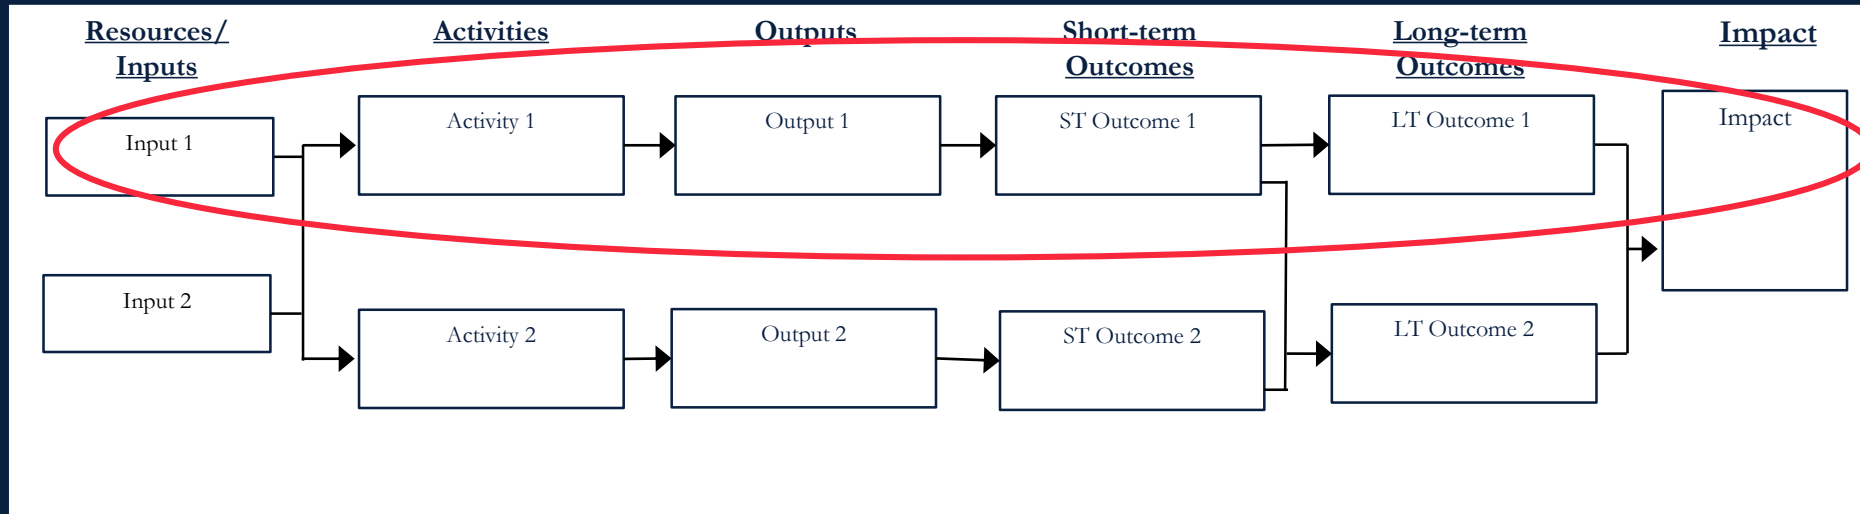 Resources/
Inputs
Activities
Outputs
Short-term
Outcomes
Long-term
Outcomes
Impact
Input 1
Activity 1
Output 1
ST Outcome 1
LT Outcome 1
Impact
Input 2
Activity 2
Output 2
ST Outcome 2
LT Outcome 2